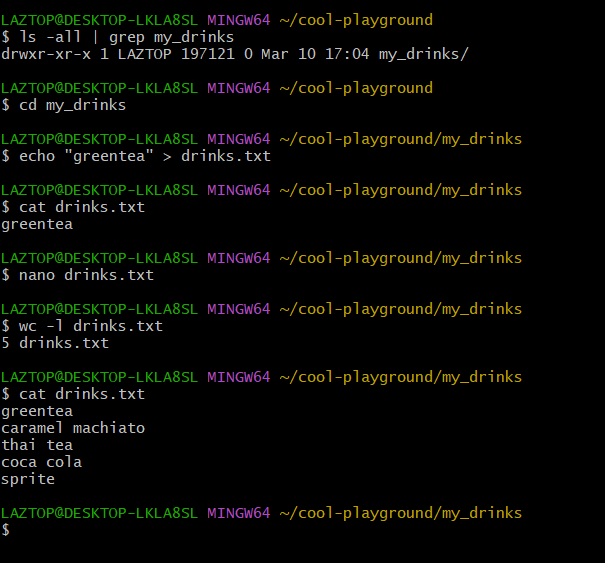 LAZTOP@DESKTOP-LKLA8SL MINGW64 ~/cool-playground
$ ls -all | grep my_drinks
drwxr-xr-x 1 LAZTOP 197121 0 Mar 10 17:04 my_drinks/
LAZTOP@DESKTOP-LKLA8SL MINGW64 ~/cool-playground
$ cd my_drinks
LAZTOP@DESKTOP-LKLA8SL MINGW64 ~/cool-playground/my_drinks
$ echo "greentea" > drinks.txt
LAZTOP@DESKTOP-LKLA8SL MINGW64 ~/cool-playground/my_drinks
$ cat drinks.txt
greentea
LAZTOP@DESKTOP-LKLA8SL MINGW64 ~/cool-playground/my_drinks
$ nano drinks.txt
LAZTOP@DESKTOP-LKLA8SL MINGW64 ~/cool-playground/my_drinks
$ wc -l drinks.txt
5 drinks.txt
LAZTOP@DESKTOP-LKLA8SL MINGW64 ~/cool-playground/my_drinks
$ cat drinks.txt
greentea
caramel machiato
thai tea
coca cola
sprite
LAZTOP@DESKTOP-LKLA8SL MINGW64 ~/cool-playground/my_drinks
$